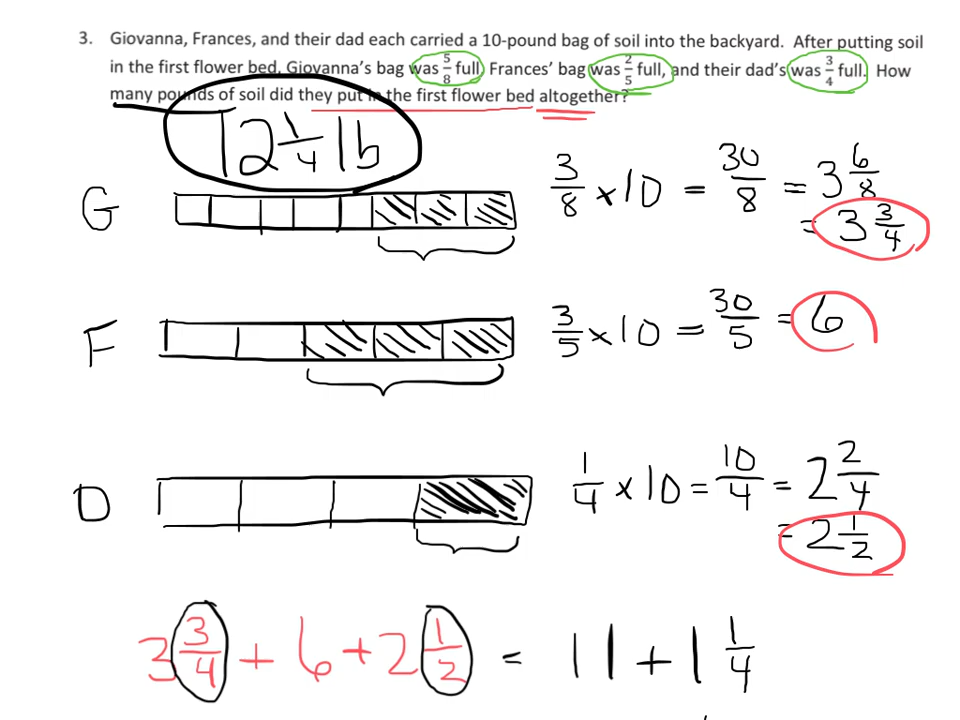 3. Giovanna, Frances, and their dad each carried a 10-pound bag of soil into the backyard. After putting soil
in the first flower bed, Giovanna's bag was 5/8 full, Frances' bag was 2/5 full, and their dad's was 3/4 full. How
many pounds of soil did they put in the first flower bed altogether?
12 1/4 lb
G 3/8 × 10 = 30/8 = 3 6/8
= 3 3/4
F 3/5 × 10 = 30/5 = 6
D 1/4 × 10 = 10/4 = 2 2/4
= 2 1/2
3 3/4 + 6 + 2 1/2 = 11 + 1 1/4